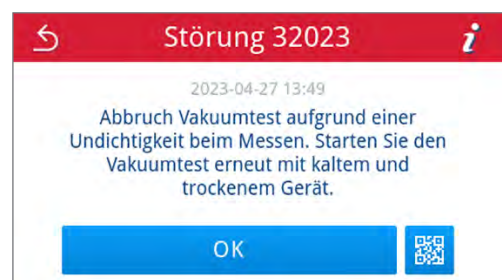 Störung 32023
i
2023-04-27 13:49
Abbruch Vakuumtest aufgrund einer
Undichtigkeit beim Messen. Starten Sie den
Vakuumtest erneut mit kaltem und
trockenem Gerät.
OK